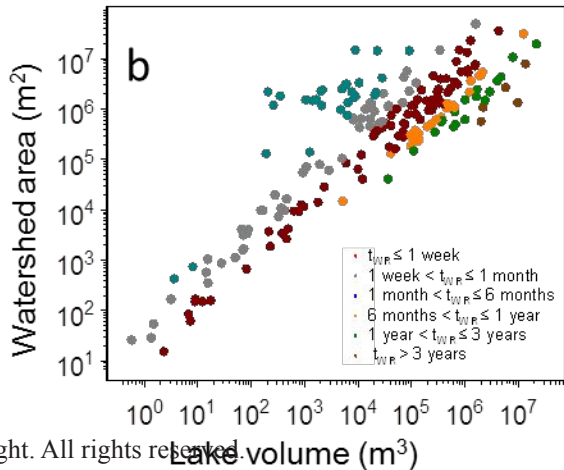 b
Watershed area (m²)
10⁷
10⁶
10⁵
10⁴
10³
10²
10¹
t_WR ≤ 1 week
1 week < t_WR ≤ 1 month
1 month < t_WR ≤ 6 months
6 months < t_WR ≤ 1 year
1 year < t_WR ≤ 3 years
t_WR > 3 years
10⁰ 10¹ 10² 10³ 10⁴ 10⁵ 10⁶ 10⁷
Lake volume (m³)
ght. All rights reserved.